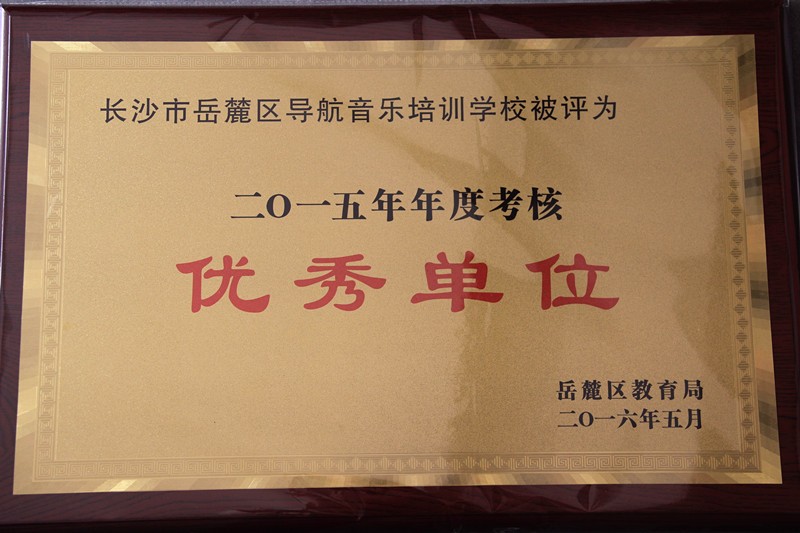 长沙市岳麓区导航音乐培训学校被评为
二〇一五年年度考核
优秀单位
岳麓区教育局
二〇一六年五月